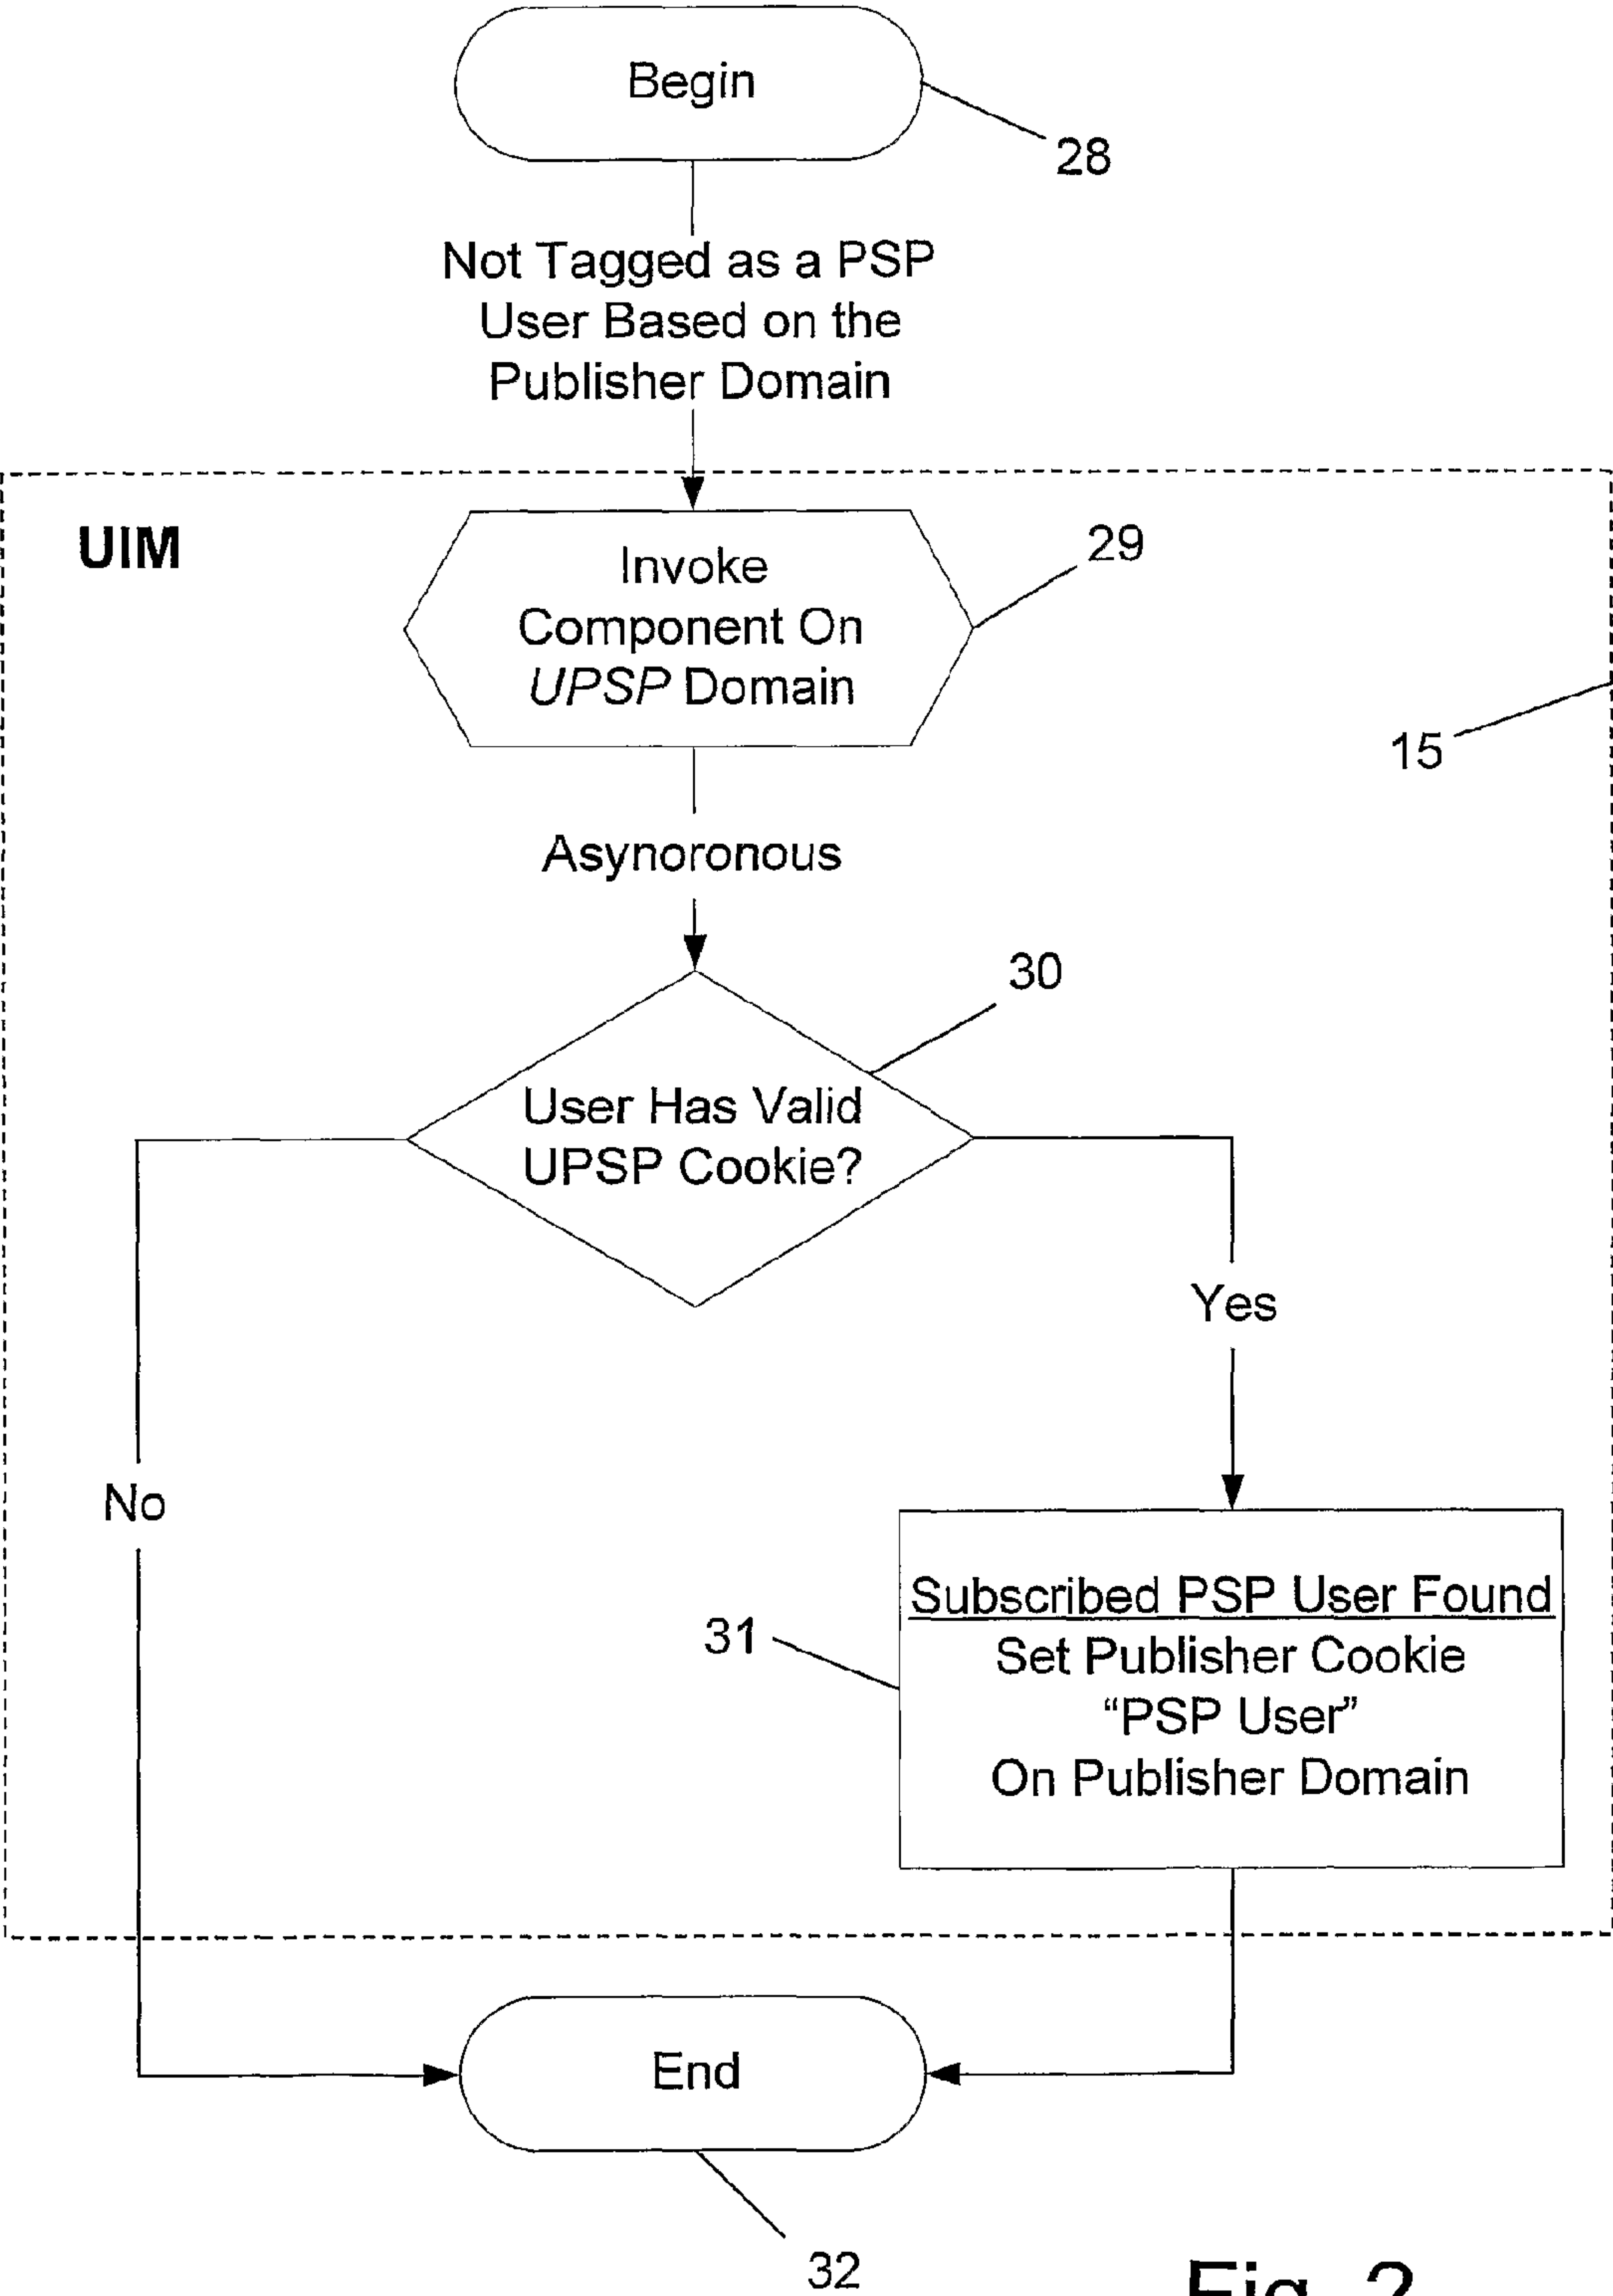 Begin
28
Not Tagged as a PSP
User Based on the
Publisher Domain
UIM
Invoke
Component On
UPSP Domain
29
15
Asynoronous
30
User Has Valid
UPSP Cookie?
Yes
No
Subscribed PSP User Found
Set Publisher Cookie
“PSP User”
On Publisher Domain
31
End
32
Fig. 2